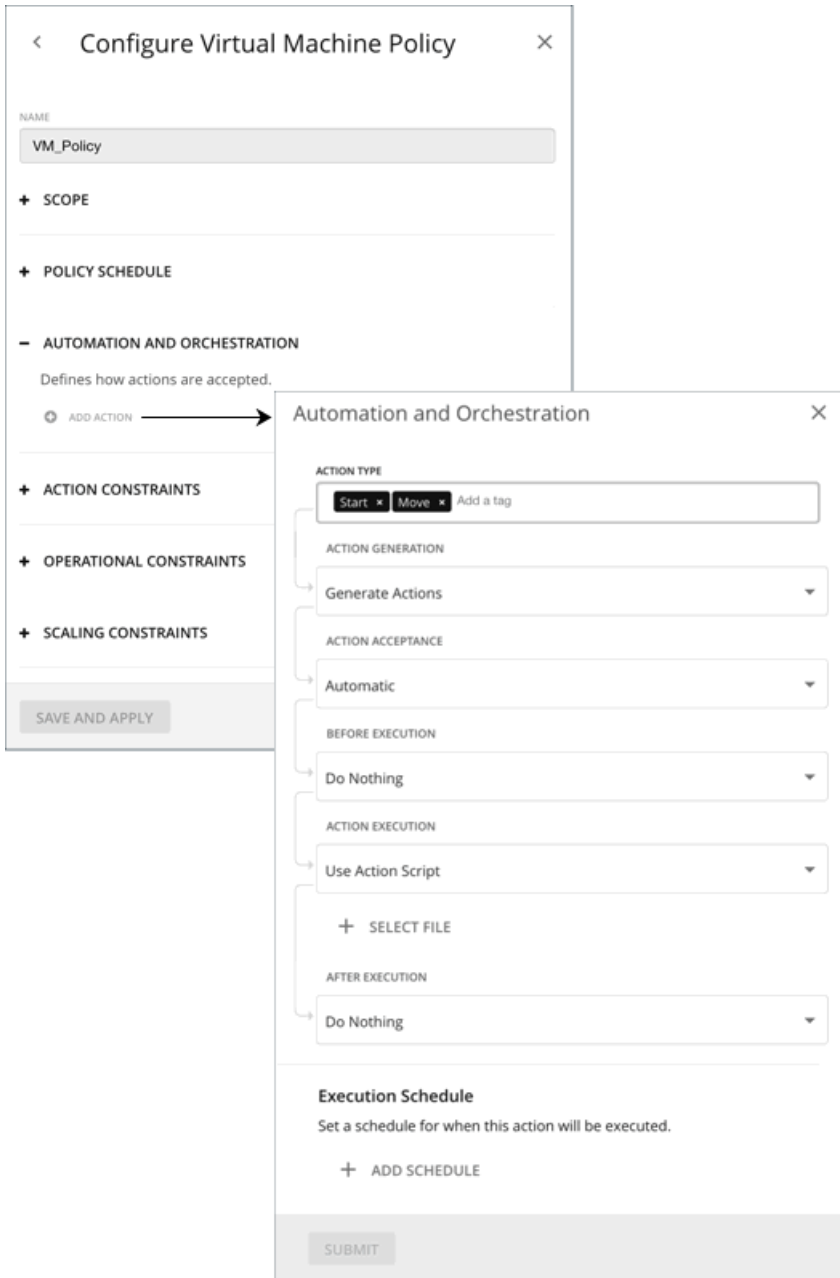 Configure Virtual Machine Policy
NAME
VM_Policy
SCOPE
POLICY SCHEDULE
AUTOMATION AND ORCHESTRATION
Defines how actions are accepted.
ADD ACTION
ACTION CONSTRAINTS
OPERATIONAL CONSTRAINTS
SCALING CONSTRAINTS
SAVE AND APPLY
Automation and Orchestration
ACTION TYPE
Start × Move × Add a tag
ACTION GENERATION
Generate Actions
ACTION ACCEPTANCE
Automatic
BEFORE EXECUTION
Do Nothing
ACTION EXECUTION
Use Action Script
SELECT FILE
AFTER EXECUTION
Do Nothing
Execution Schedule
Set a schedule for when this action will be executed.
ADD SCHEDULE
SUBMIT